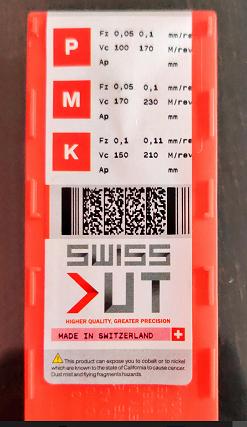 P
Fz 0,05 0,1 mm/rev
Vc 100 170 M/rev
Ap mm
M
Fz 0,05 0,1 mm/rev
Vc 170 230 M/rev
Ap mm
K
Fz 0,1 0,11 mm/rev
Vc 150 210 M/rev
Ap mm
SWISS
>UT
HIGHER QUALITY, GREATER PRECISION
MADE IN SWITZERLAND
This product can expose you to cobalt or to nickel
which are known to the state of California to cause cancer.
Dust mist and flying fragments hazards.